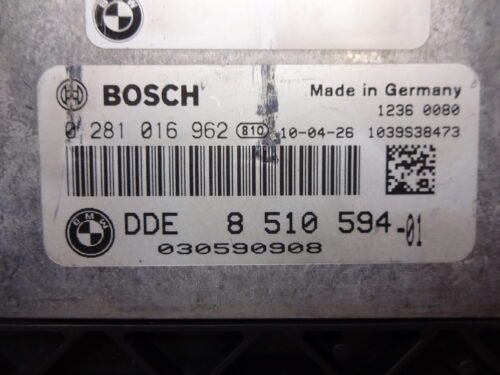 BMW
BOSCH
Made in Germany
1236 0080
0 281 016 962 810 10-04-26 1039S38473
BMW
DDE 8 510 594-01
030590908